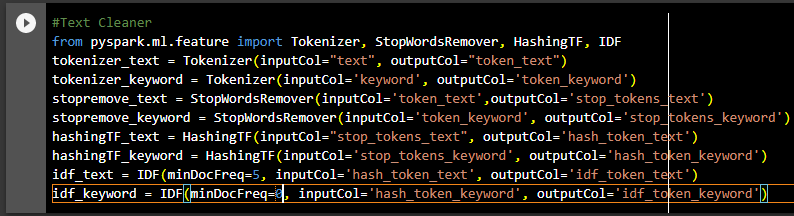 #Text Cleaner
from pyspark.ml.feature import Tokenizer, StopWordsRemover, HashingTF, IDF
tokenizer_text = Tokenizer(inputCol="text", outputCol="token_text")
tokenizer_keyword = Tokenizer(inputCol='keyword', outputCol='token_keyword')
stopremove_text = StopWordsRemover(inputCol='token_text',outputCol='stop_tokens_text')
stopremove_keyword = StopWordsRemover(inputCol='token_keyword', outputCol='stop_tokens_keyword')
hashingTF_text = HashingTF(inputCol="stop_tokens_text", outputCol='hash_token_text')
hashingTF_keyword = HashingTF(inputCol='stop_tokens_keyword', outputCol='hash_token_keyword')
idf_text = IDF(minDocFreq=5, inputCol='hash_token_text', outputCol='idf_token_text')
idf_keyword = IDF(minDocFreq=, inputCol='hash_token_keyword', outputCol='idf_token_keyword')